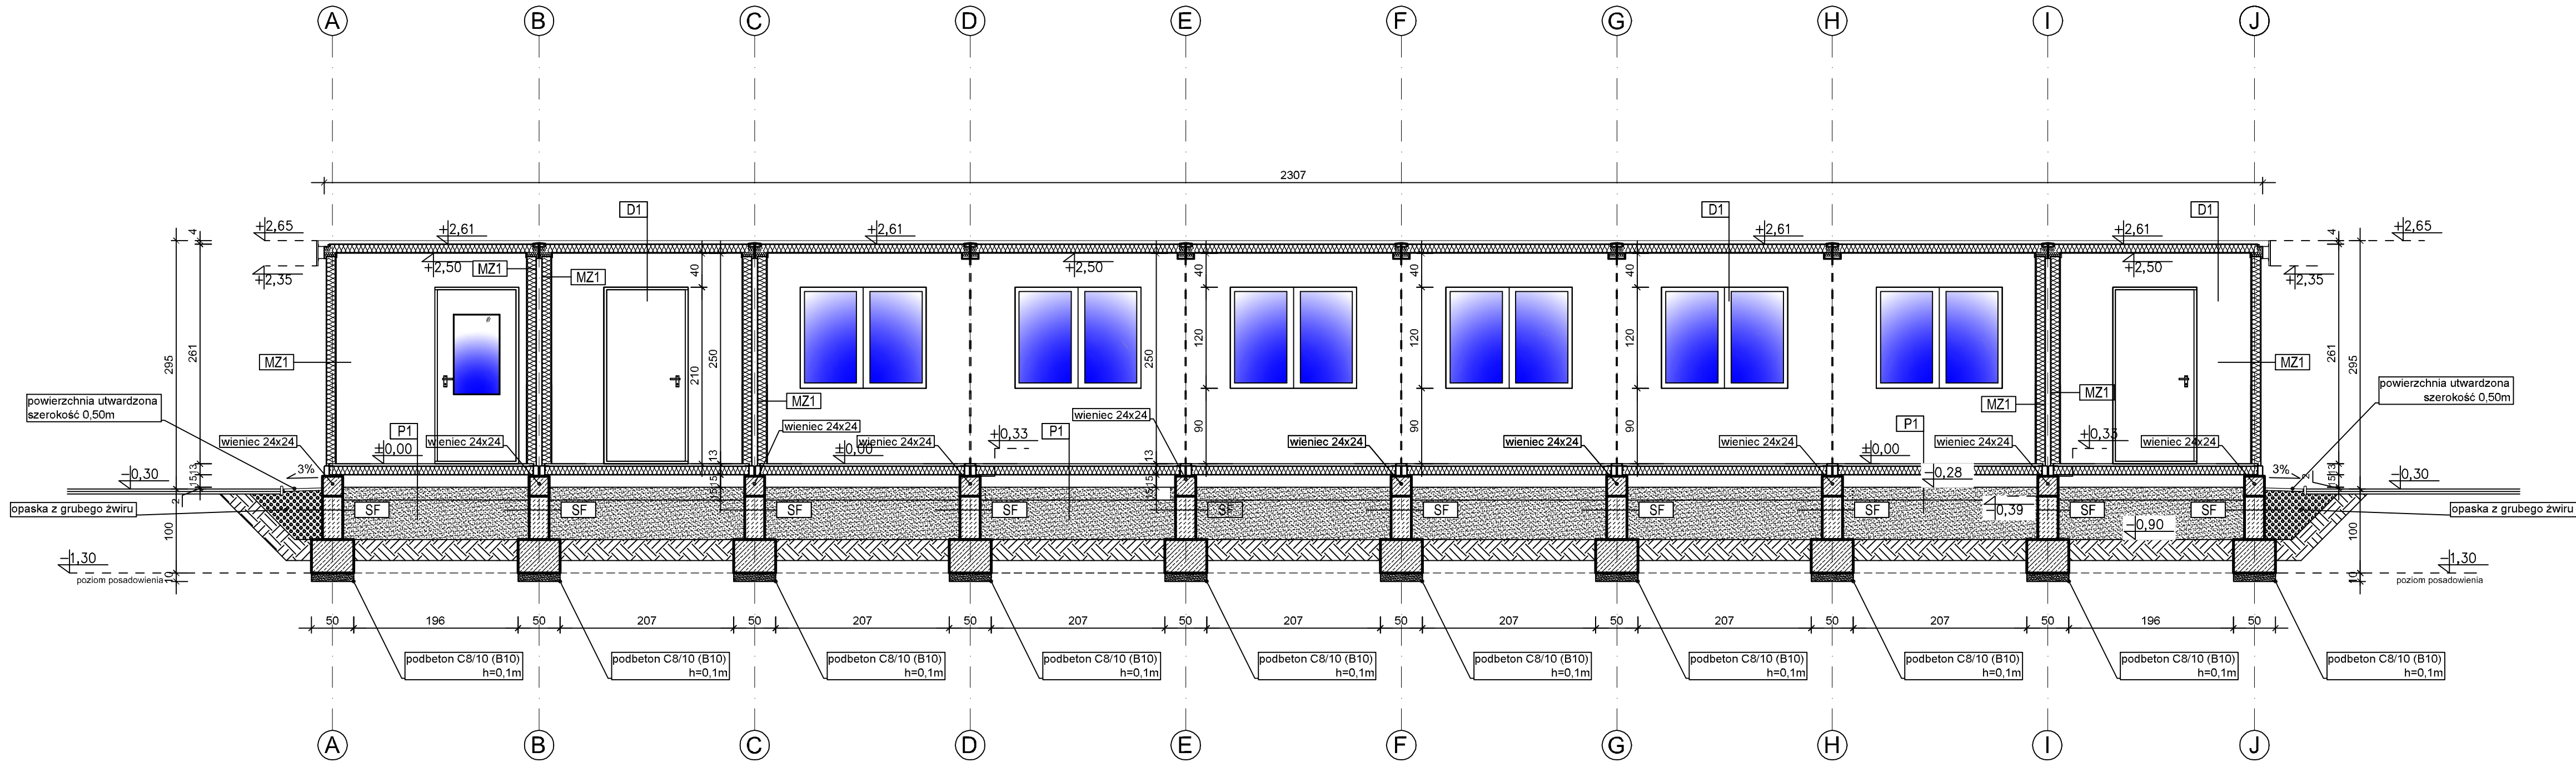 A B C D E F G H I J
2307
D1 D1 D1
+2,65 +2,61 +2,61 +2,61 +2,61 +2,65
4 4
+2,50 MZ1 MZ1 40 +2,50 40 40 40 +2,50
+2,35 +2,35
295 261 210 250 250 120 120 120 261 295
MZ1 MZ1
powierzchnia utwardzona
szerokość 0,50m
powierzchnia utwardzona
szerokość 0,50m
MZ1 MZ1 MZ1
90 90 90
P1 P1 P1
wieniec 24x24
wieniec 24x24
wieniec 24x24
wieniec 24x24
wieniec 24x24
wieniec 24x24
wieniec 24x24
wieniec 24x24
wieniec 24x24
wieniec 24x24
±0,00 ±0,00 +0,33 ±0,00 +0,33
13 13 13 13
3% 3%
-0,30 -0,28 -0,30
15 15 15 15 15 15
2 2
opaska z grubego żwiru
SF SF SF SF SF SF SF SF SF SF
-0,39
opaska z grubego żwiru
100 -0,90 100
-1,30 -1,30
poziom posadowienia
10 10
poziom posadowienia
50 196 50 207 50 207 50 207 50 207 50 207 50 207 50 207 50 196 50
podbeton C8/10 (B10)
h=0,1m
podbeton C8/10 (B10)
h=0,1m
podbeton C8/10 (B10)
h=0,1m
podbeton C8/10 (B10)
h=0,1m
podbeton C8/10 (B10)
h=0,1m
podbeton C8/10 (B10)
h=0,1m
podbeton C8/10 (B10)
h=0,1m
podbeton C8/10 (B10)
h=0,1m
podbeton C8/10 (B10)
h=0,1m
podbeton C8/10 (B10)
h=0,1m
A B C D E F G H I J